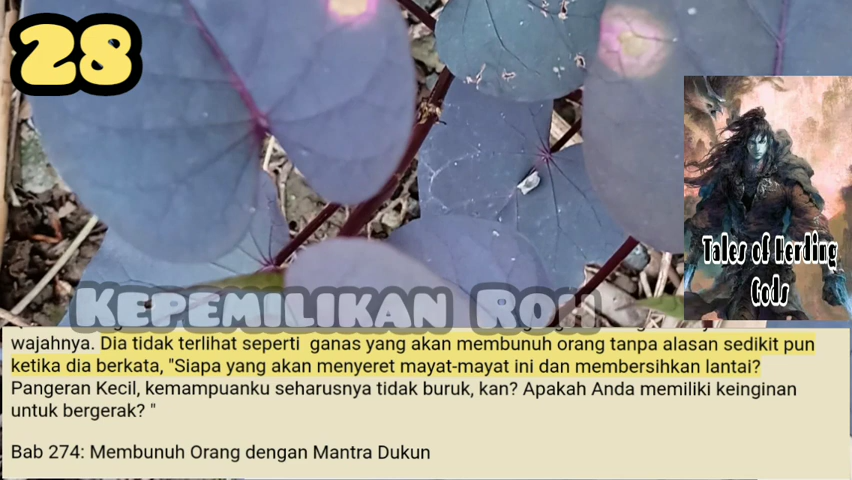 28
Tales of Herding
Gods
KEPEMILIKAN ROH
wajahnya. Dia tidak terlihat seperti ganas yang akan membunuh orang tanpa alasan sedikit pun
ketika dia berkata, "Siapa yang akan menyeret mayat-mayat ini dan membersihkan lantai?
Pangeran Kecil, kemampuanku seharusnya tidak buruk, kan? Apakah Anda memiliki keinginan
untuk bergerak? "
Bab 274: Membunuh Orang dengan Mantra Dukun